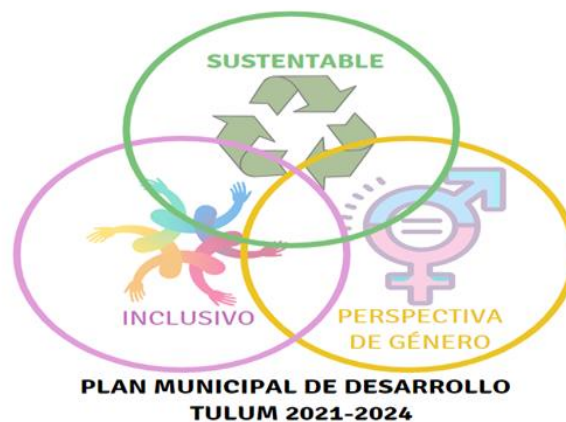 SUSTENTABLE
INCLUSIVO
PERSPECTIVA
DE GÉNERO
PLAN MUNICIPAL DE DESARROLLO
TULUM 2021-2024